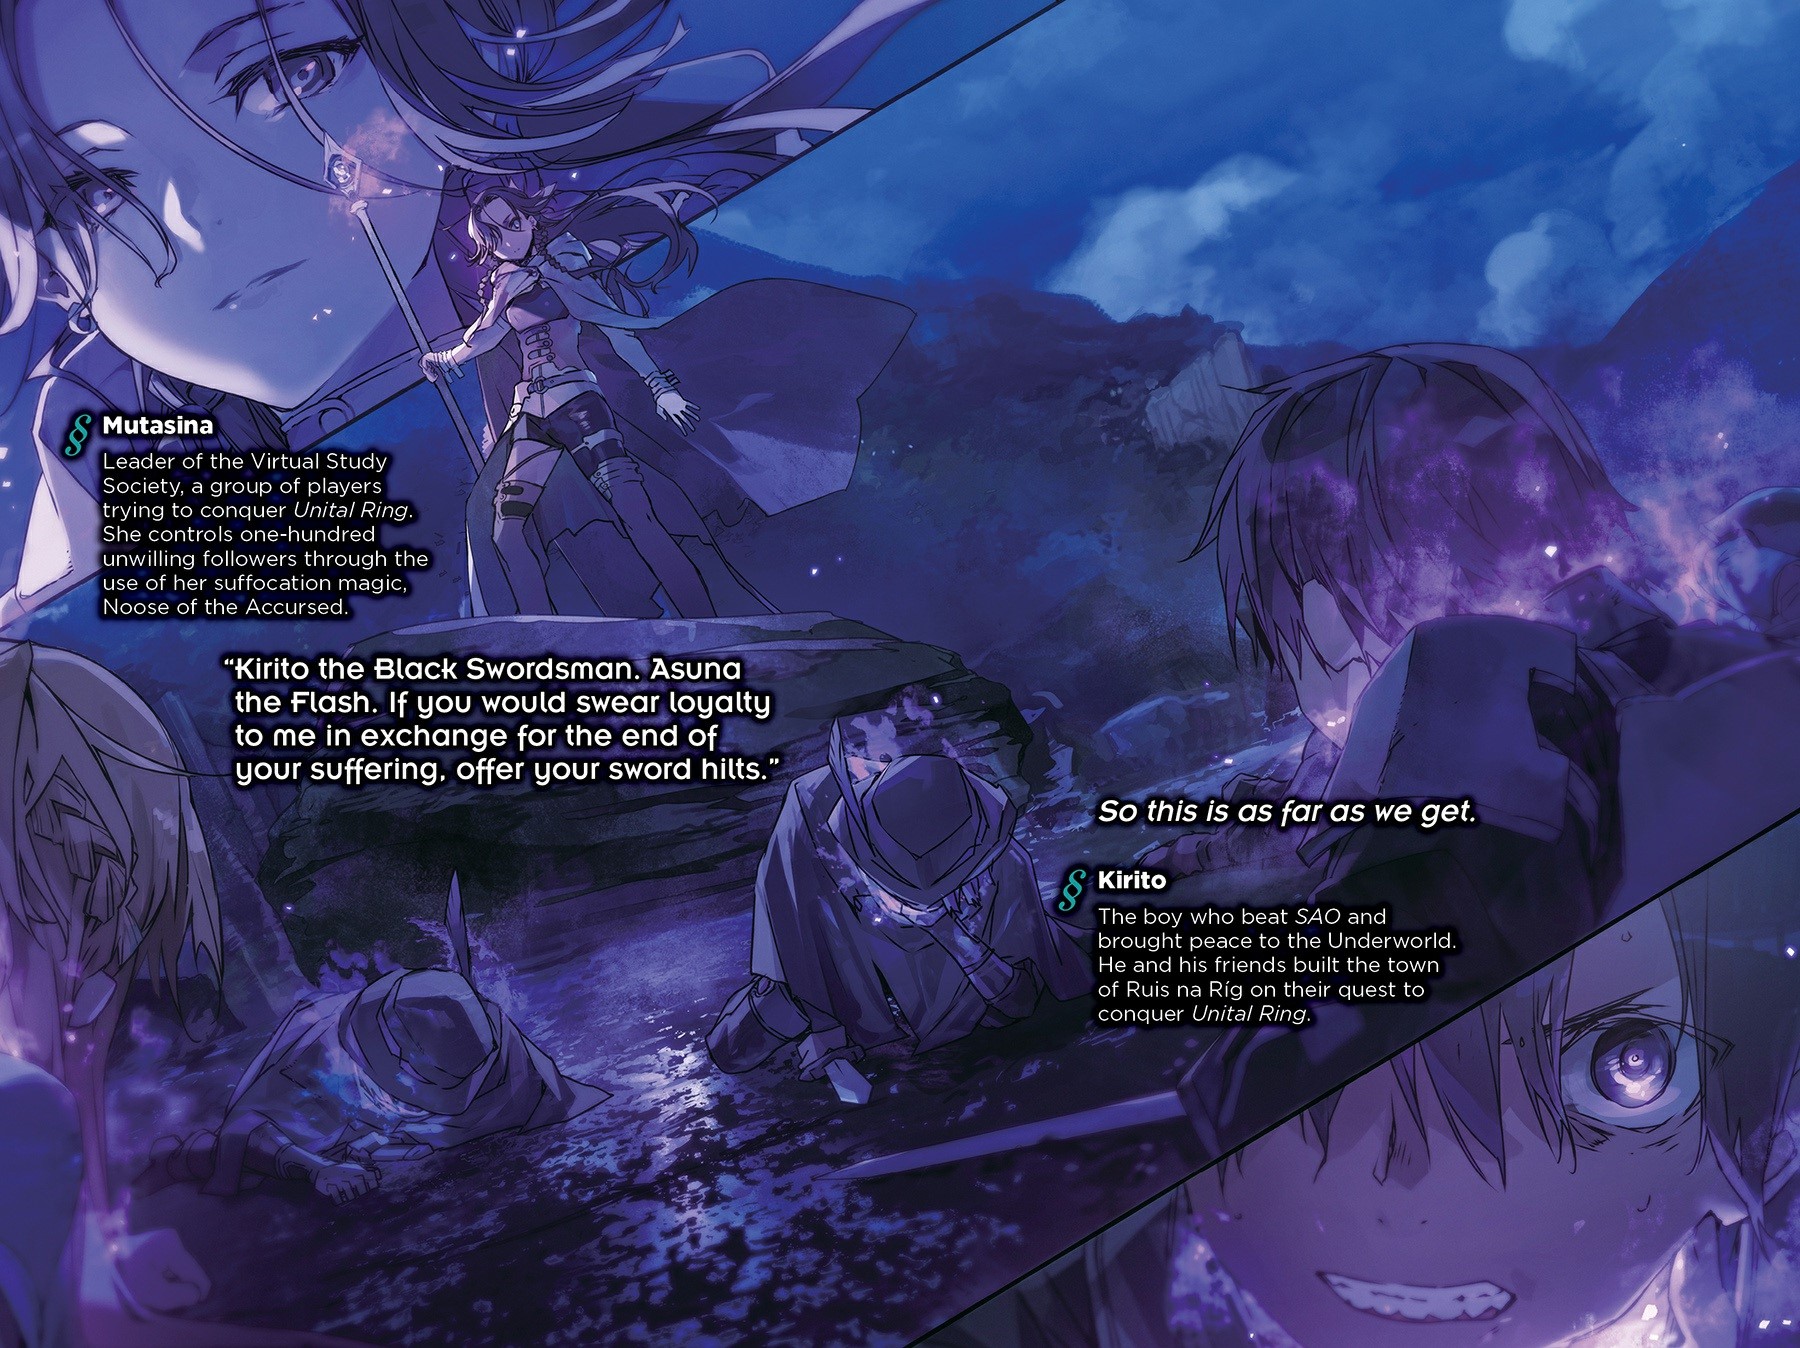 § Mutasina
Leader of the Virtual Study
Society, a group of players
trying to conquer Unital Ring.
She controls one-hundred
unwilling followers through the
use of her suffocation magic,
Noose of the Accursed.
“Kirito the Black Swordsman. Asuna
the Flash. If you would swear loyalty
to me in exchange for the end of
your suffering, offer your sword hilts.”
So this is as far as we get.
§ Kirito
The boy who beat SAO and
brought peace to the Underworld.
He and his friends built the town
of Ruis na Ríg on their quest to
conquer Unital Ring.